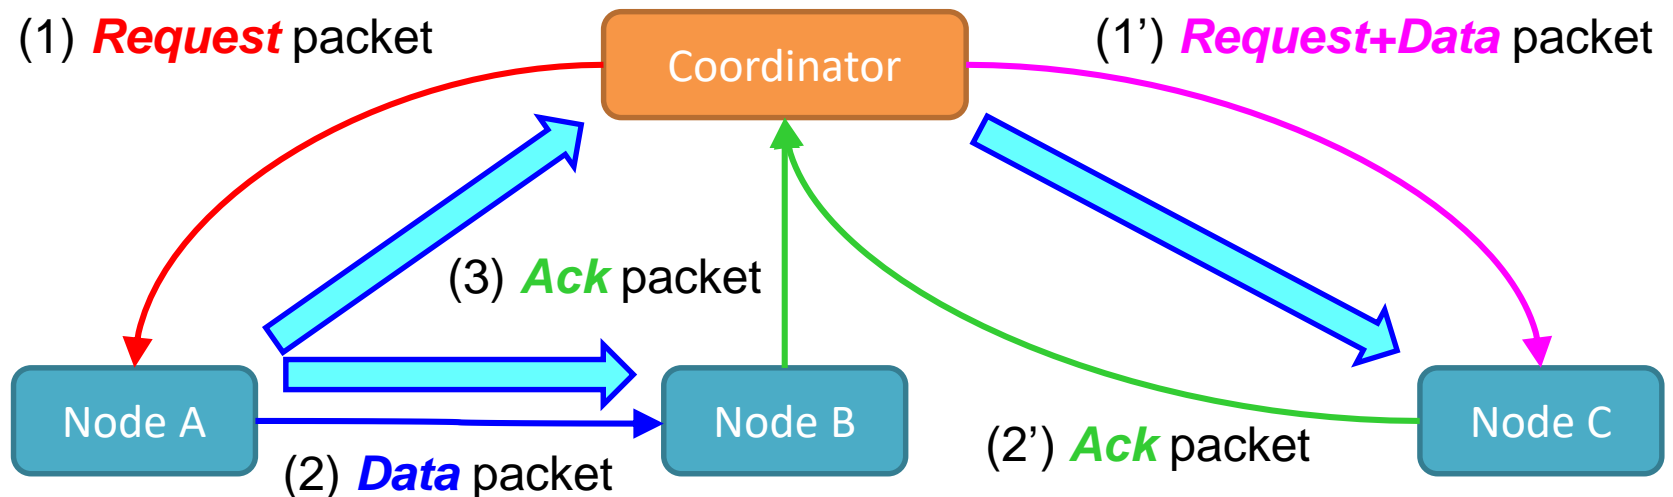 (1) Request packet
Coordinator
(1’) Request+Data packet
(3) Ack packet
Node A
Node B
Node C
(2) Data packet
(2’) Ack packet